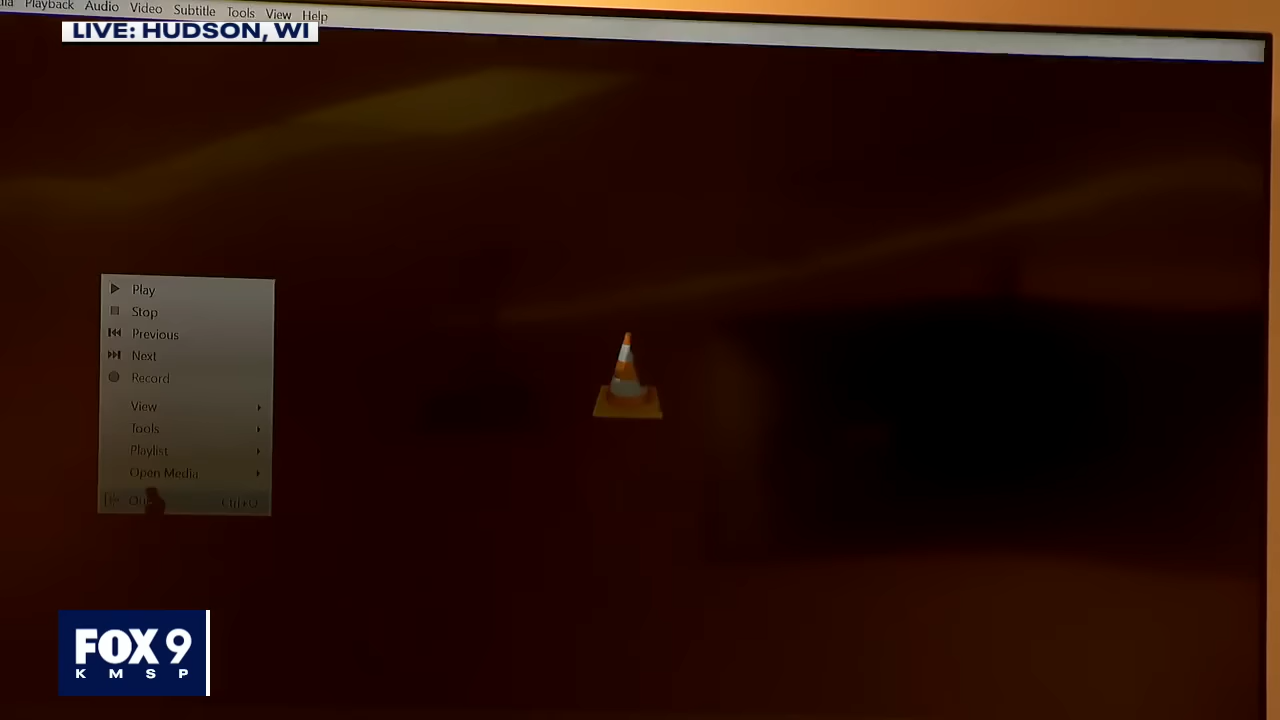 Playback Audio Video Subtitle Tools View Help
LIVE: HUDSON, WI
Play
Stop
Previous
Next
Record
View
Tools
Playlist
Open Media
FOX 9
KMSP